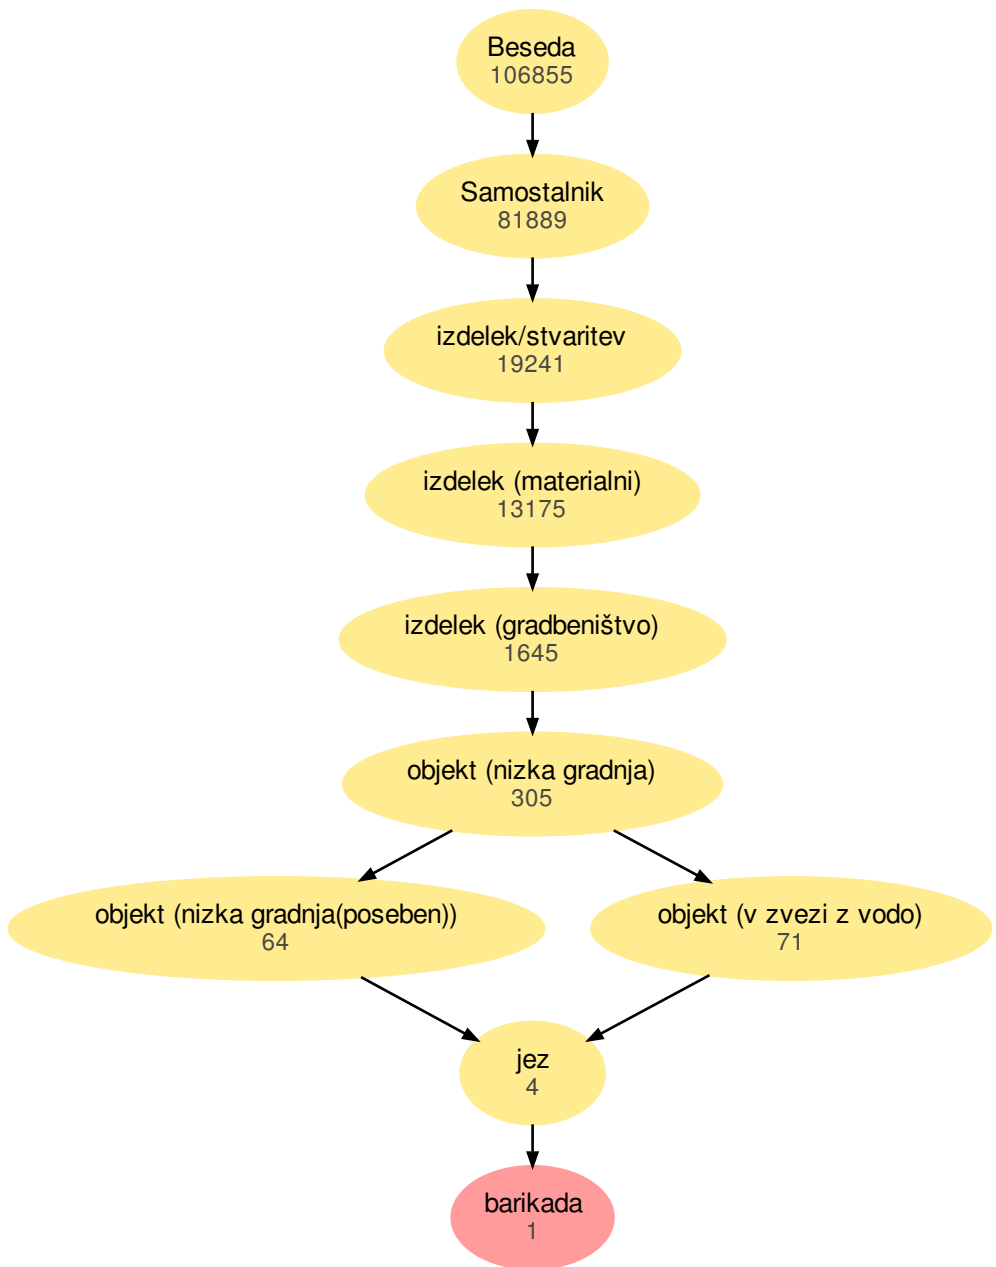 Beseda
106855
Samostalnik
81889
izdelek/stvaritev
19241
izdelek (materialni)
13175
izdelek (gradbeništvo)
1645
objekt (nizka gradnja)
305
objekt (nizka gradnja(poseben))
64
objekt (v zvezi z vodo)
71
jez
4
barikada
1